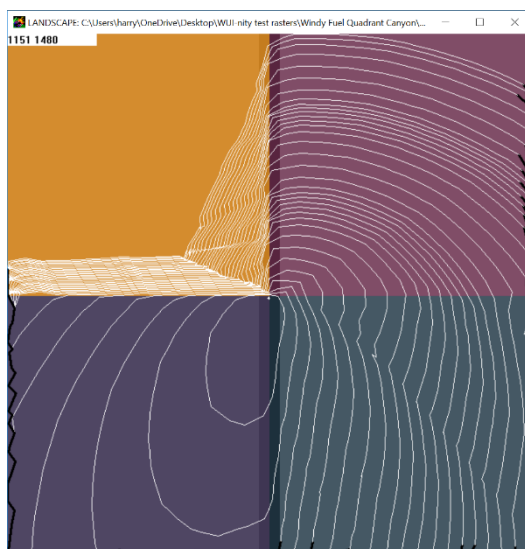 LANDSCAPE: C:\Users\harry\OneDrive\Desktop\WUI-nity test rasters\Windy Fuel Quadrant Canyon\...
1151 1480